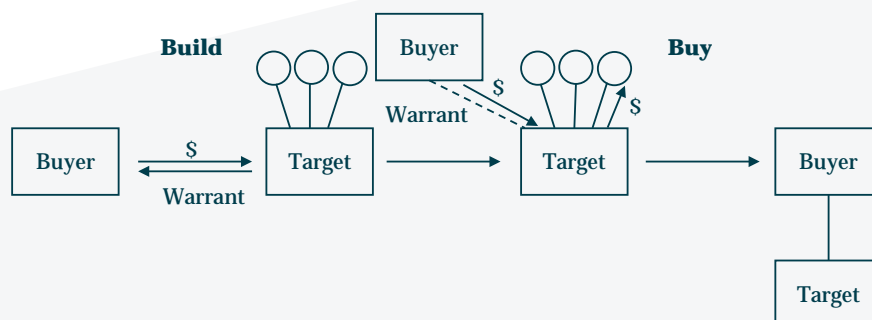 Build
Buyer
Buy
$
Warrant
$
Buyer
$
Warrant
Target
Target
Buyer
Target